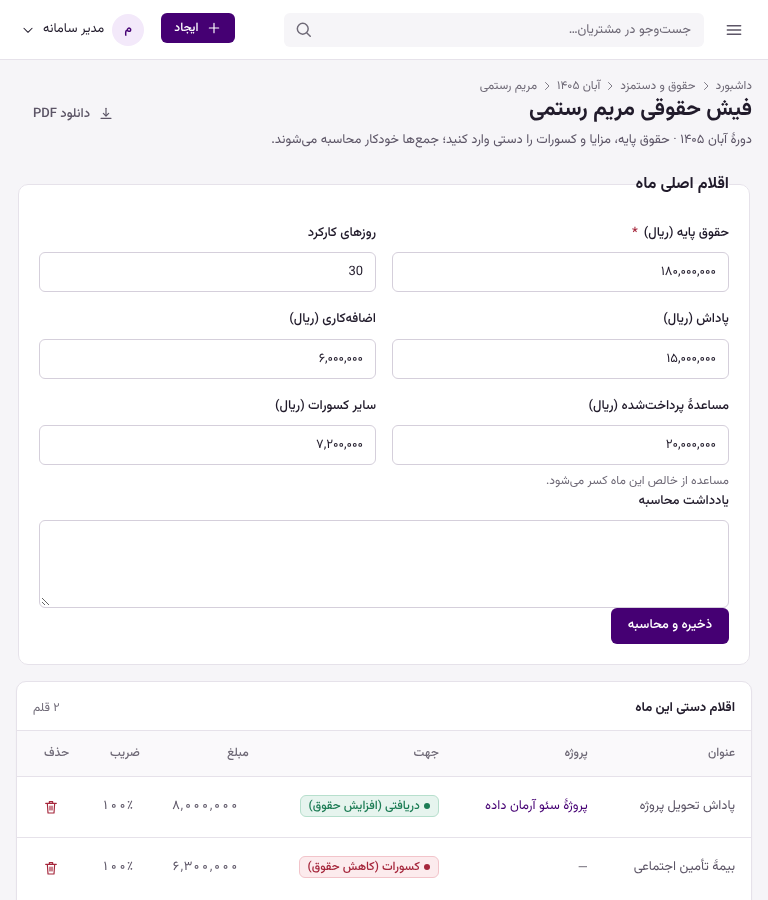 جست‌وجو در مشتریان…
ایجاد
م
مدیر سامانه
داشبورد > حقوق و دستمزد > آبان ۱۴۰۵ > مریم رستمی
فیش حقوقی مریم رستمی
دانلود PDF
دورهٔ آبان ۱۴۰۵ · حقوق پایه، مزایا و کسورات را دستی وارد کنید؛ جمع‌ها خودکار محاسبه می‌شوند.
اقلام اصلی ماه
حقوق پایه (ریال) *
روزهای کارکرد
۱۸۰,۰۰۰,۰۰۰
30
پاداش (ریال)
اضافه‌کاری (ریال)
۱۵,۰۰۰,۰۰۰
۶,۰۰۰,۰۰۰
مساعدهٔ پرداخت‌شده (ریال)
سایر کسورات (ریال)
۲۰,۰۰۰,۰۰۰
۷,۲۰۰,۰۰۰
مساعده از خالص این ماه کسر می‌شود.
یادداشت محاسبه
ذخیره و محاسبه
اقلام دستی این ماه
۲ قلم
عنوان پروژه جهت مبلغ ضریب حذف
پاداش تحویل پروژه پروژهٔ سئو آرمان داده دریافتی (افزایش حقوق) ۸,۰۰۰,۰۰۰ ۱۰۰٪
بیمهٔ تأمین اجتماعی — کسورات (کاهش حقوق) ۶,۳۰۰,۰۰۰ ۱۰۰٪